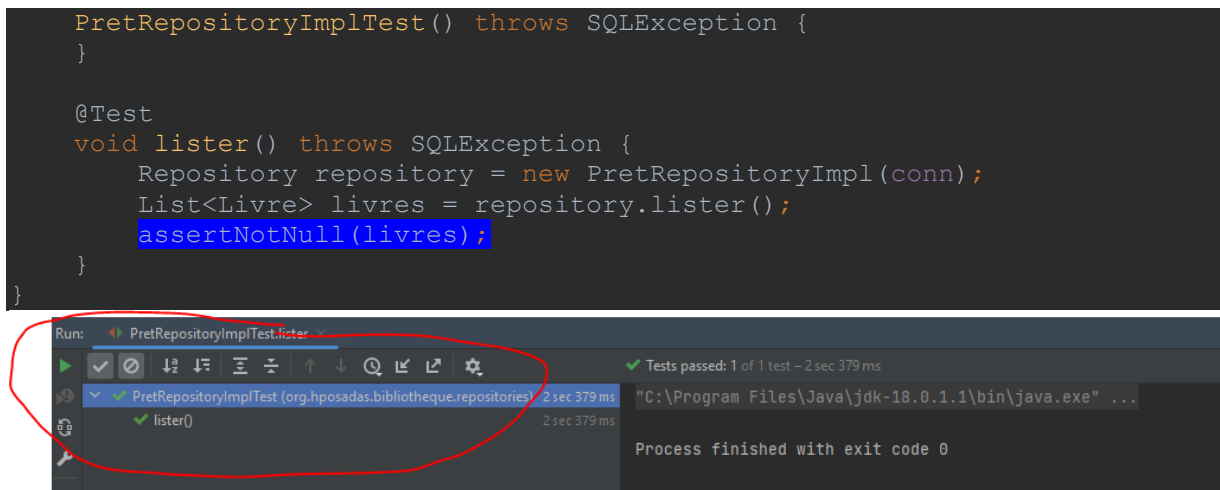 PretRepositoryImplTest() throws SQLException {
}
@Test
void lister() throws SQLException {
Repository repository = new PretRepositoryImpl(conn);
List<Livre> livres = repository.lister();
assertNotNull(livres);
}
}
Run: PretRepositoryImplTest.lister ×
Tests passed: 1 of 1 test – 2 sec 379 ms
PretRepositoryImplTest (org.hposadas.bibliotheque.repositories) 2 sec 379 ms
"C:\Program Files\Java\jdk-18.0.1.1\bin\java.exe" ...
lister() 2 sec 379 ms
Process finished with exit code 0